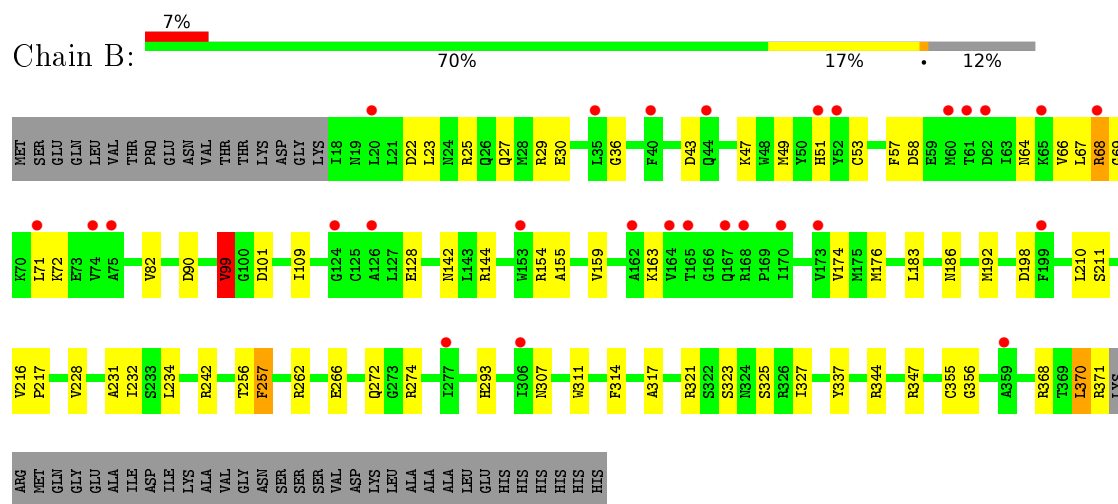 7%
Chain B:
70% 17% • 12%
MET SER GLU GLN LEU VAL THR PRO GLU ASN VAL THR THR LYS ASP GLY LYS I18 N19 L20 L21 D22 L23 N24 R25 Q26 Q27 M28 R29 E30 L35 G36 F40 D43 Q44 K47 W48 M49 Y50 H51 Y52 C53 F57 D58 E59 M60 T61 D62 I63 N64 K65 V66 L67 R68
K70 L71 K72 E73 V74 A75 V82 D90 V99 G100 D101 I109 G124 C125 A126 L127 E128 N142 L143 R144 W153 R154 A155 V159 A162 K163 V164 T165 G166 Q167 R168 P169 I170 V173 V174 M175 M176 L183 N186 M192 D198 F199 L210 S211
V216 P217 V228 A231 I232 S233 L234 R242 T256 F257 R262 E266 Q272 G273 R274 I277 H293 I306 N307 W311 F314 A317 R321 S322 S323 N324 S325 R326 I327 Y337 R344 R347 C355 G356 A359 R368 T369 L370 R371
ARG MET GLN GLY GLU ALA ILE ASP ILE LYS ALA VAL GLY ASN SER SER SER VAL ASP LYS LEU ALA ALA ALA LEU GLU HIS HIS HIS HIS HIS HIS